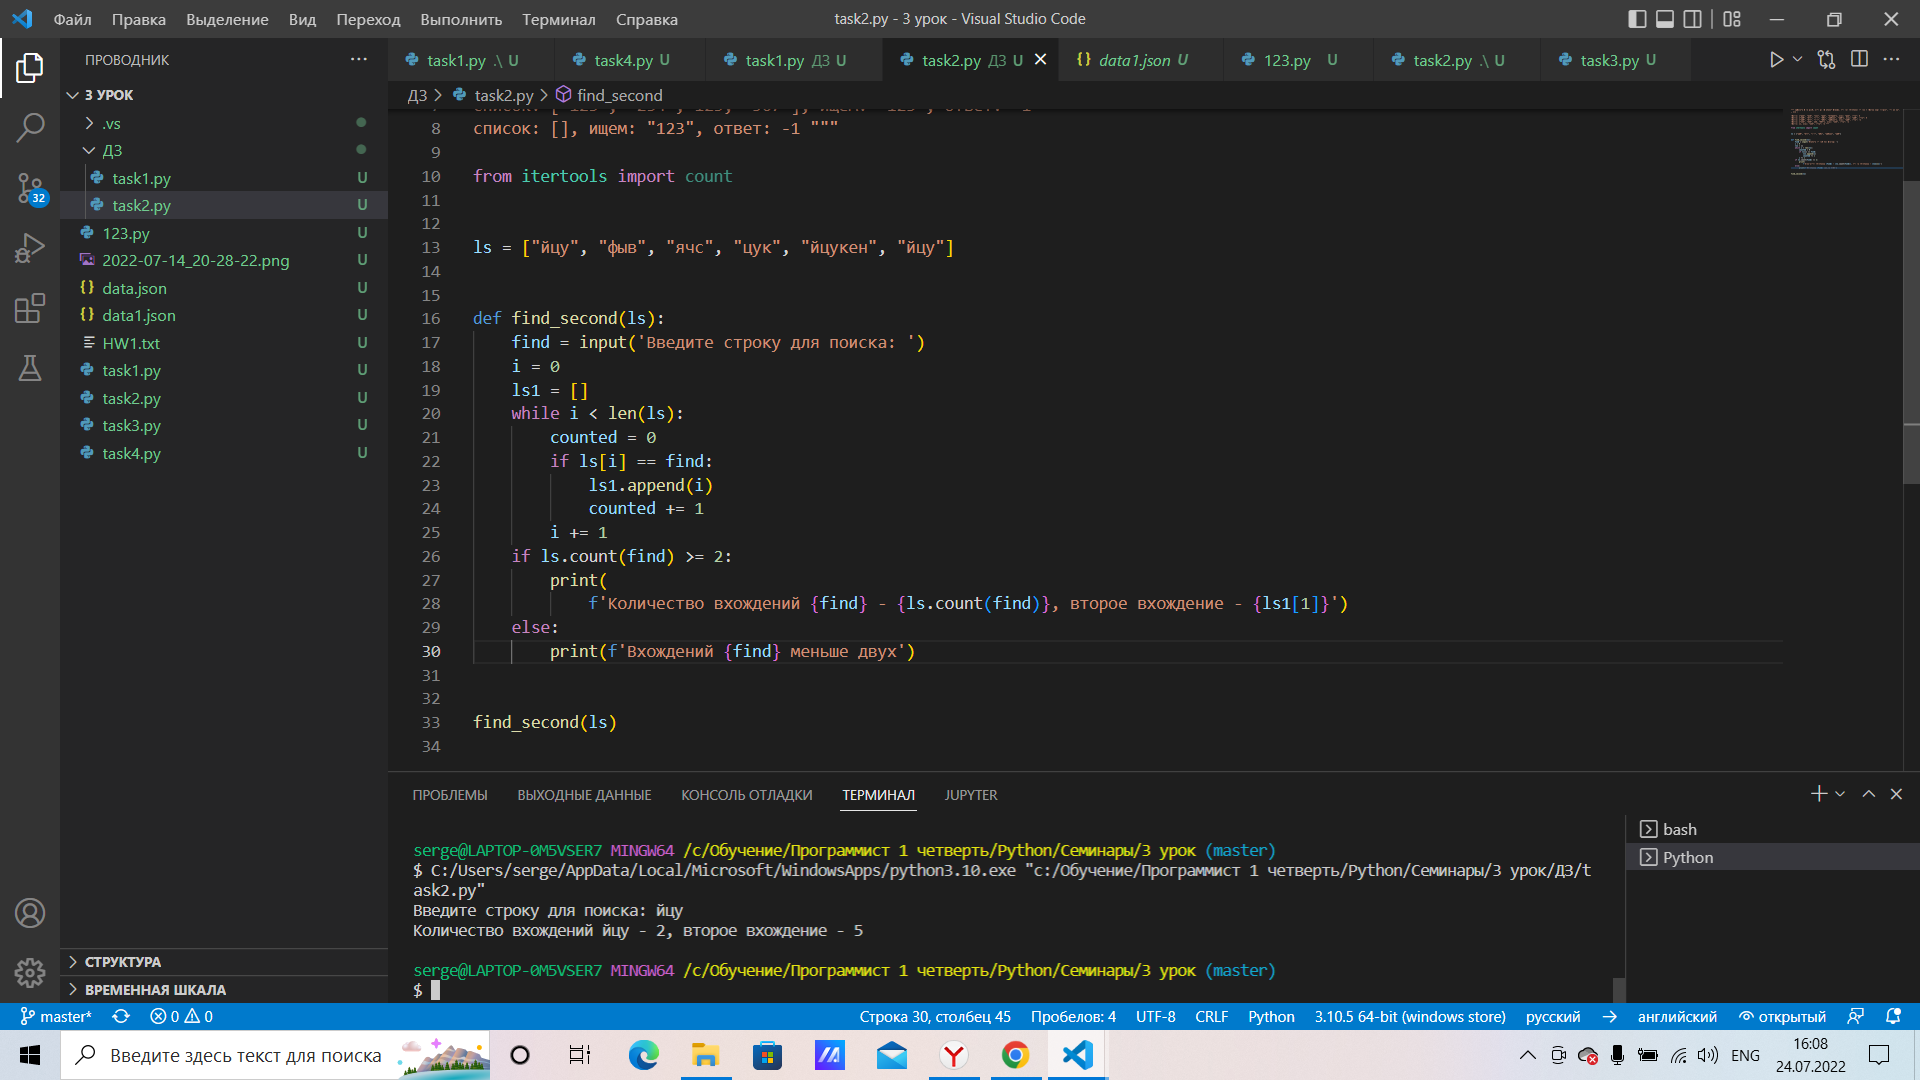 Файл Правка Выделение Вид Переход Выполнить Терминал Справка
task2.py - 3 урок - Visual Studio Code
ПРОВОДНИК
3 УРОК
.vs
ДЗ
task1.py U
task2.py U
123.py U
2022-07-14_20-28-22.png U
data.json U
data1.json U
HW1.txt U
task1.py U
task2.py U
task3.py U
task4.py U
СТРУКТУРА
ВРЕМЕННАЯ ШКАЛА
32
task1.py .\ U
task4.py U
task1.py ДЗ U
task2.py ДЗ U
data1.json U
123.py U
task2.py .\ U
task3.py U
ДЗ > task2.py > find_second
8 список: [], ищем: "123", ответ: -1 """
9
10 from itertools import count
11
12
13 ls = ["йцу", "фыв", "ячс", "цук", "йцукен", "йцу"]
14
15
16 def find_second(ls):
17 find = input('Введите строку для поиска: ')
18 i = 0
19 ls1 = []
20 while i < len(ls):
21 counted = 0
22 if ls[i] == find:
23 ls1.append(i)
24 counted += 1
25 i += 1
26 if ls.count(find) >= 2:
27 print(
28 f'Количество вхождений {find} - {ls.count(find)}, второе вхождение - {ls1[1]}')
29 else:
30 print(f'Вхождений {find} меньше двух')
31
32
33 find_second(ls)
34
ПРОБЛЕМЫ ВЫХОДНЫЕ ДАННЫЕ КОНСОЛЬ ОТЛАДКИ ТЕРМИНАЛ JUPYTER
serge@LAPTOP-0M5VSER7 MINGW64 /c/Обучение/Программист 1 четверть/Python/Семинары/3 урок (master)
$ C:/Users/serge/AppData/Local/Microsoft/WindowsApps/python3.10.exe "c:/Обучение/Программист 1 четверть/Python/Семинары/3 урок/ДЗ/t
ask2.py"
Введите строку для поиска: йцу
Количество вхождений йцу - 2, второе вхождение - 5
serge@LAPTOP-0M5VSER7 MINGW64 /c/Обучение/Программист 1 четверть/Python/Семинары/3 урок (master)
$
bash
Python
master* 0 0
Строка 30, столбец 45 Пробелов: 4 UTF-8 CRLF Python 3.10.5 64-bit (windows store) русский → английский открытый
Введите здесь текст для поиска
ENG
16:08
24.07.2022